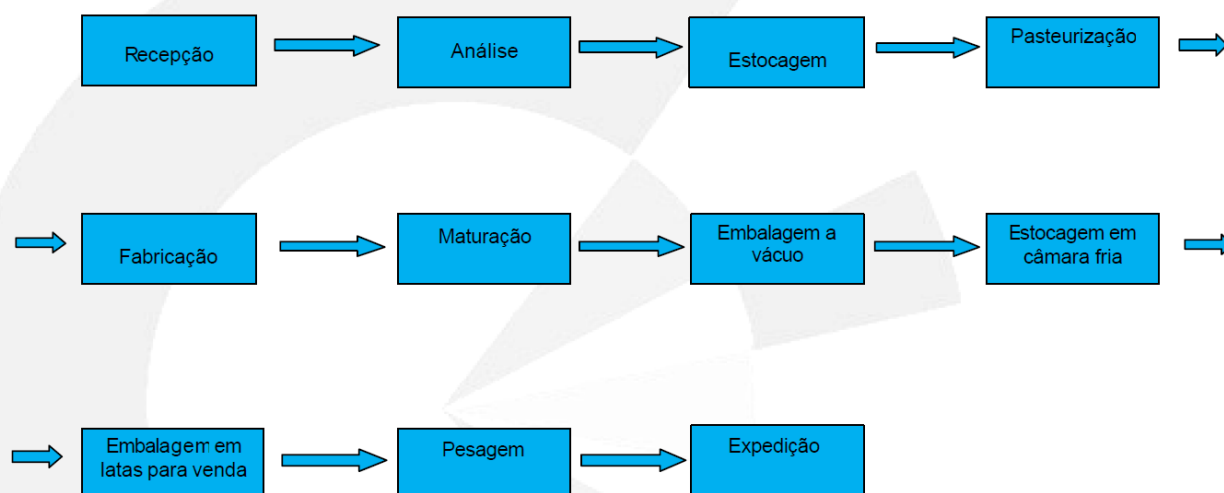 Recepção
Análise
Estocagem
Pasteurização
Fabricação
Maturação
Embalagem a
vácuo
Estocagem em
câmara fria
Embalagem em
latas para venda
Pesagem
Expedição